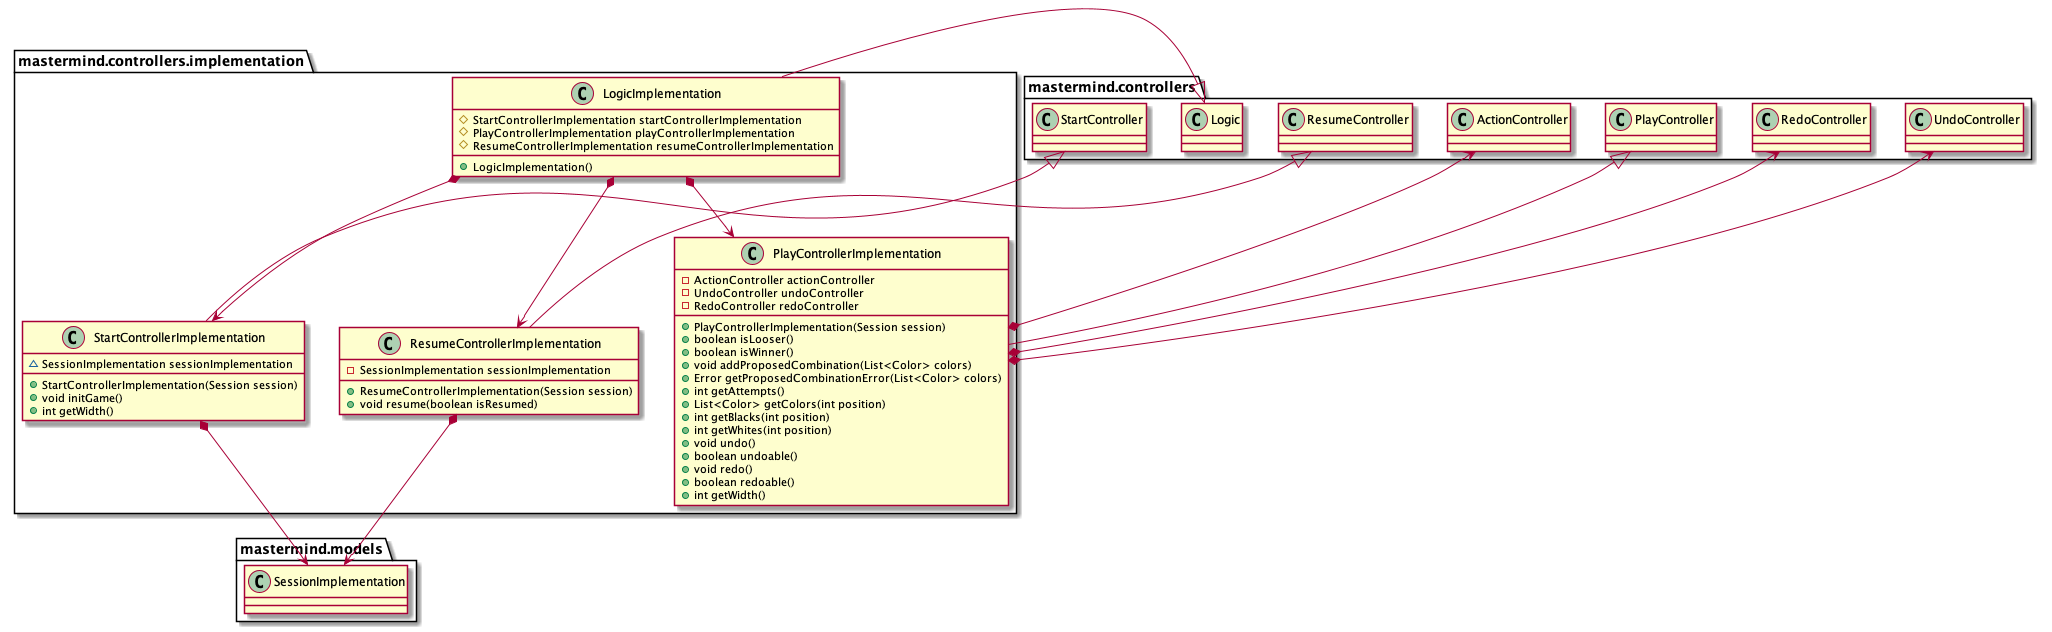 mastermind.controllers.implementation
C LogicImplementation
StartControllerImplementation startControllerImplementation
PlayControllerImplementation playControllerImplementation
ResumeControllerImplementation resumeControllerImplementation
LogicImplementation()
mastermind.controllers
C StartController
C Logic
C ResumeController
C ActionController
C PlayController
C RedoController
C UndoController
C StartControllerImplementation
SessionImplementation sessionImplementation
StartControllerImplementation(Session session)
void initGame()
int getWidth()
C ResumeControllerImplementation
SessionImplementation sessionImplementation
ResumeControllerImplementation(Session session)
void resume(boolean isResumed)
C PlayControllerImplementation
ActionController actionController
UndoController undoController
RedoController redoController
PlayControllerImplementation(Session session)
boolean isLooser()
boolean isWinner()
void addProposedCombination(List<Color> colors)
Error getProposedCombinationError(List<Color> colors)
int getAttempts()
List<Color> getColors(int position)
int getBlacks(int position)
int getWhites(int position)
void undo()
boolean undoable()
void redo()
boolean redoable()
int getWidth()
mastermind.models
C SessionImplementation